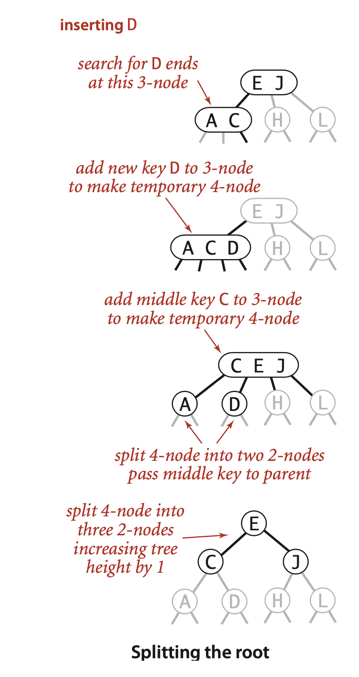 inserting D
search for D ends
at this 3-node
E J
A C
H
L
add new key D to 3-node
to make temporary 4-node
E J
A C D
H
L
add middle key C to 3-node
to make temporary 4-node
C E J
A
D
H
L
split 4-node into two 2-nodes
pass middle key to parent
split 4-node into
three 2-nodes
increasing tree
height by 1
E
C
J
A
D
H
L
Splitting the root